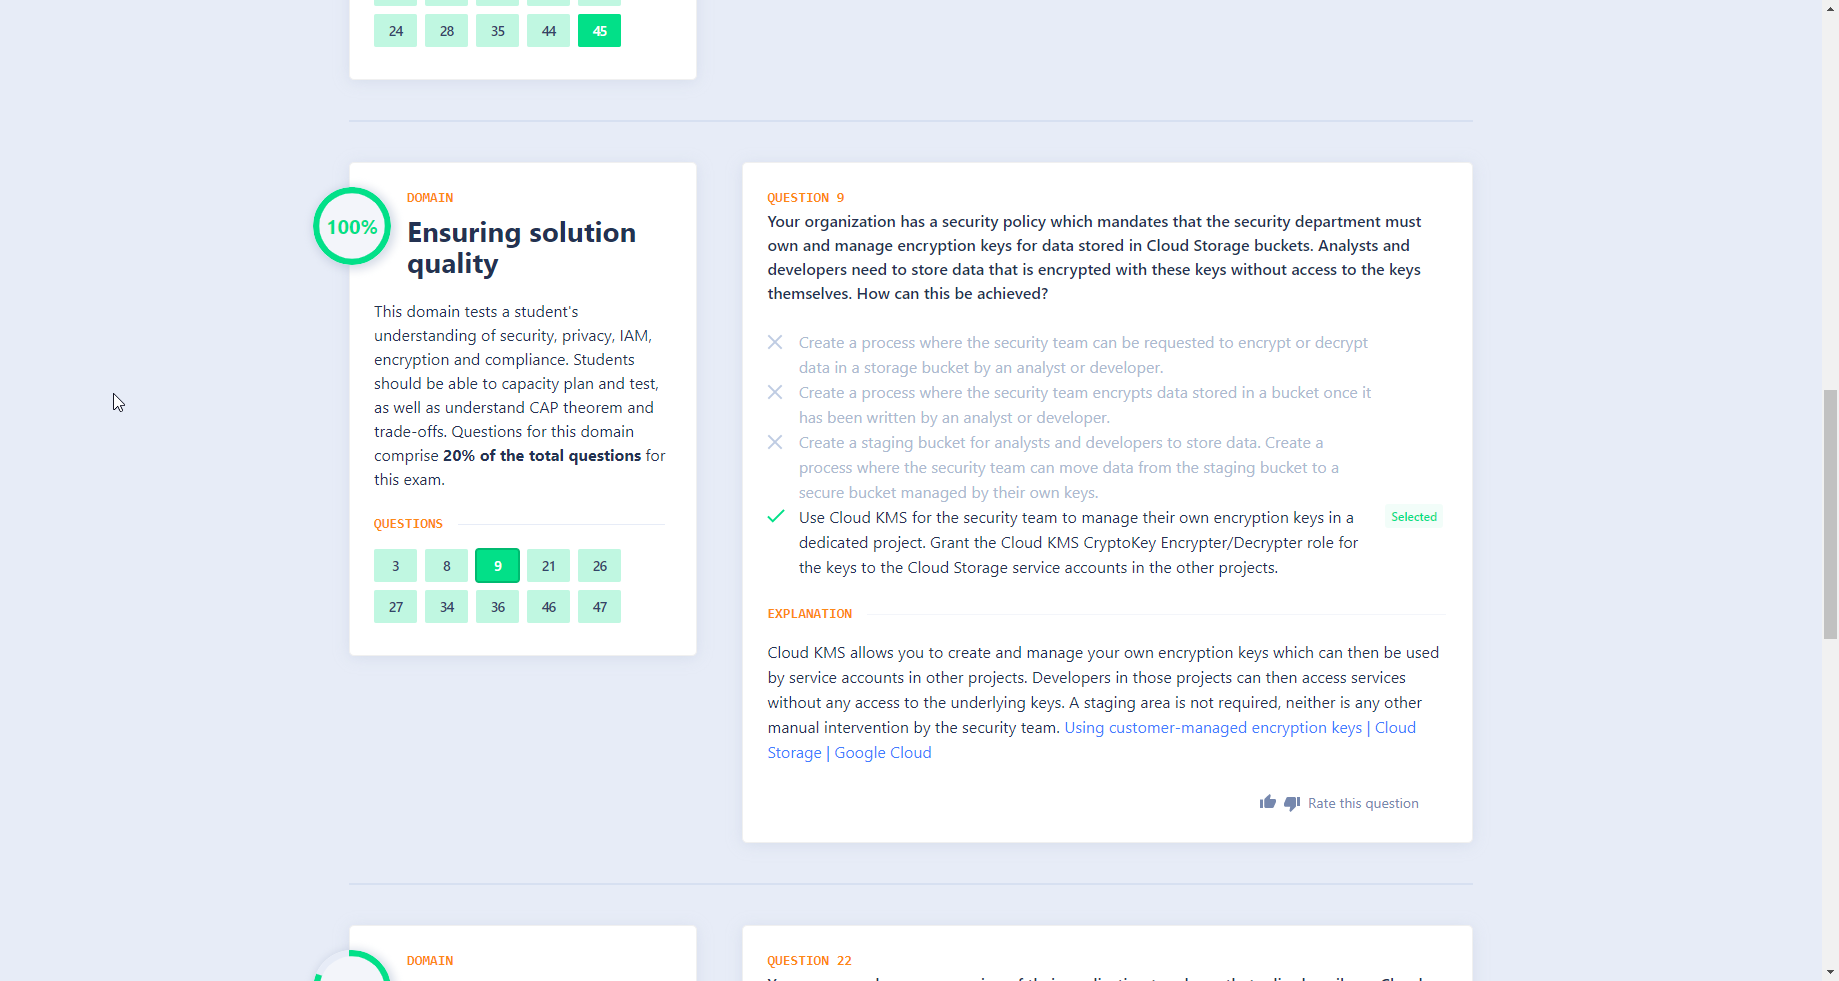 24 28 35 44 45
DOMAIN
100%
Ensuring solution
quality
This domain tests a student's
understanding of security, privacy, IAM,
encryption and compliance. Students
should be able to capacity plan and test,
as well as understand CAP theorem and
trade-offs. Questions for this domain
comprise 20% of the total questions for
this exam.
QUESTIONS
3 8 9 21 26
27 34 36 46 47
QUESTION 9
Your organization has a security policy which mandates that the security department must
own and manage encryption keys for data stored in Cloud Storage buckets. Analysts and
developers need to store data that is encrypted with these keys without access to the keys
themselves. How can this be achieved?
Create a process where the security team can be requested to encrypt or decrypt
data in a storage bucket by an analyst or developer.
Create a process where the security team encrypts data stored in a bucket once it
has been written by an analyst or developer.
Create a staging bucket for analysts and developers to store data. Create a
process where the security team can move data from the staging bucket to a
secure bucket managed by their own keys.
Use Cloud KMS for the security team to manage their own encryption keys in a
Selected
dedicated project. Grant the Cloud KMS CryptoKey Encrypter/Decrypter role for
the keys to the Cloud Storage service accounts in the other projects.
EXPLANATION
Cloud KMS allows you to create and manage your own encryption keys which can then be used
by service accounts in other projects. Developers in those projects can then access services
without any access to the underlying keys. A staging area is not required, neither is any other
manual intervention by the security team. Using customer-managed encryption keys | Cloud
Storage | Google Cloud
Rate this question
DOMAIN
QUESTION 22